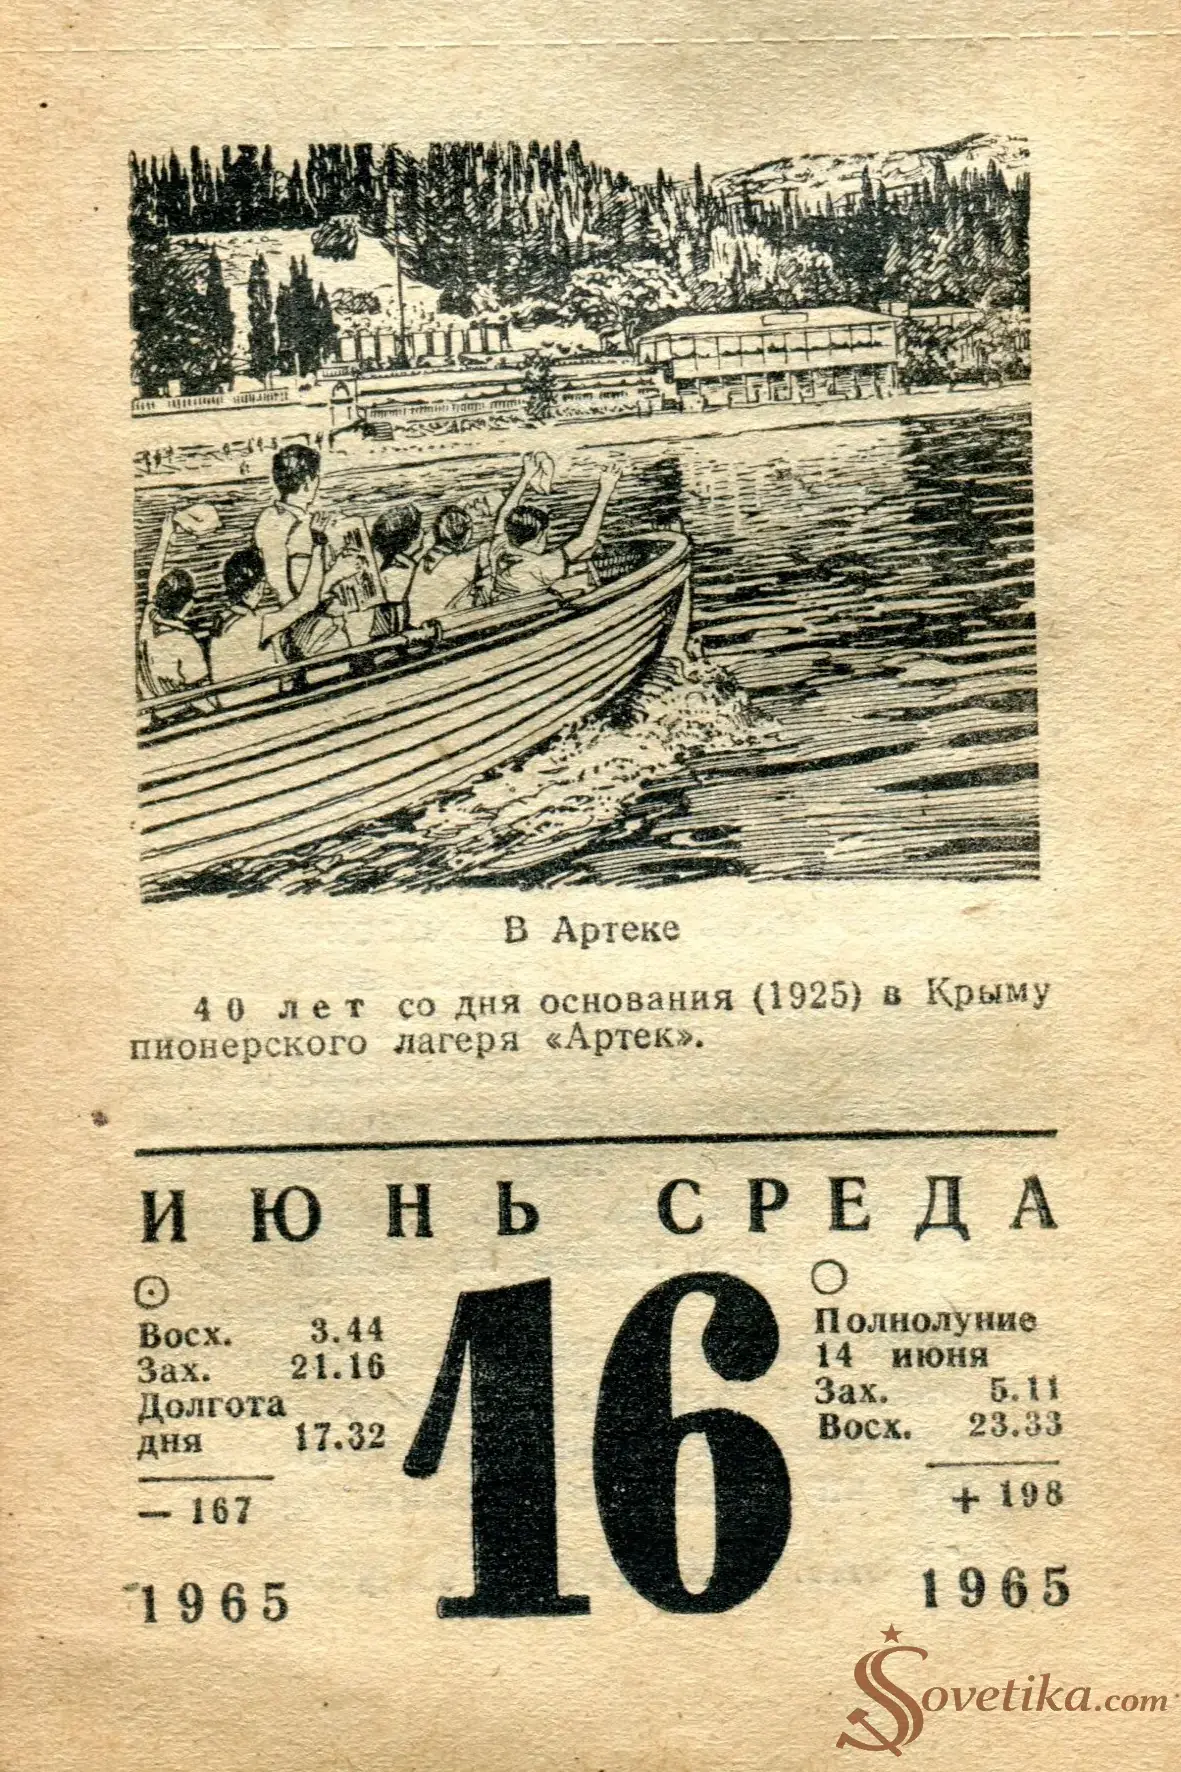 В Артеке
40 лет со дня основания (1925) в Крыму
пионерского лагеря «Артек».
ИЮНЬ СРЕДА
16
Восх. 3.44
Зах. 21.16
Долгота
дня 17.32
— 167
1965
Полнолуние
14 июня
Зах. 5.11
Восх. 23.33
+ 198
1965
Sovetika.com